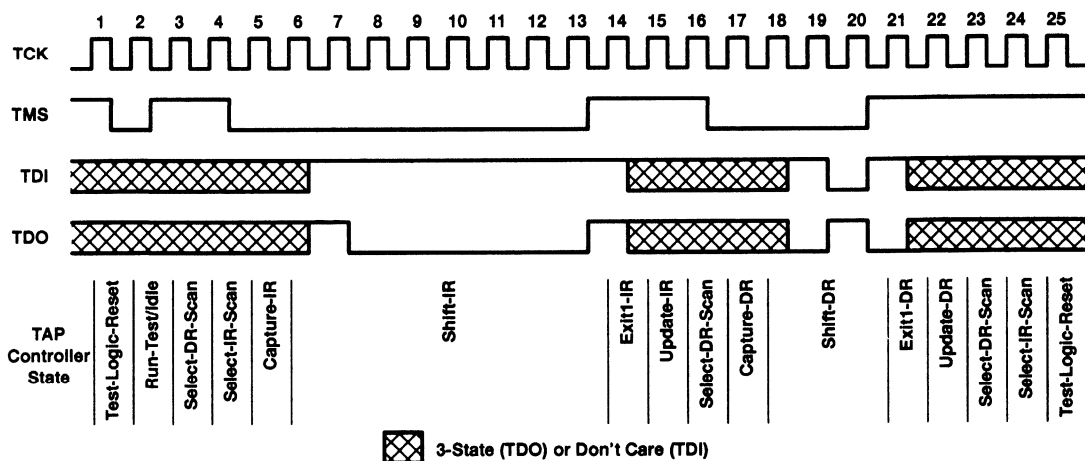 1 2 3 4 5 6 7 8 9 10 11 12 13 14 15 16 17 18 19 20 21 22 23 24 25
TCK
TMS
TDI
TDO
TAP
Controller
State
Test-Logic-Reset
Run-Test/Idle
Select-DR-Scan
Select-IR-Scan
Capture-IR
Shift-IR
Exit1-IR
Update-IR
Select-DR-Scan
Capture-DR
Shift-DR
Exit1-DR
Update-DR
Select-DR-Scan
Select-IR-Scan
Test-Logic-Reset
3-State (TDO) or Don't Care (TDI)